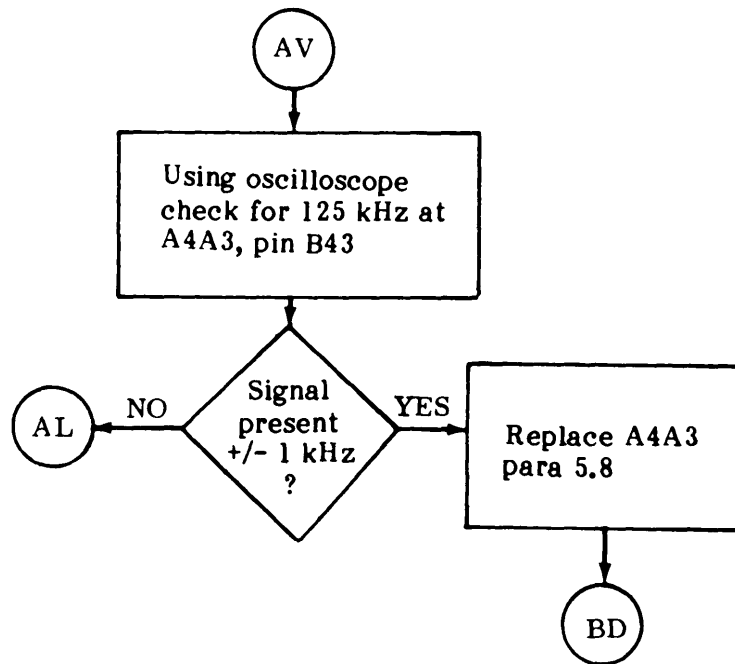 AV
Using oscilloscope
check for 125 kHz at
A4A3, pin B43
Signal
present
+/- 1 kHz
?
NO
AL
YES
Replace A4A3
para 5.8
BD